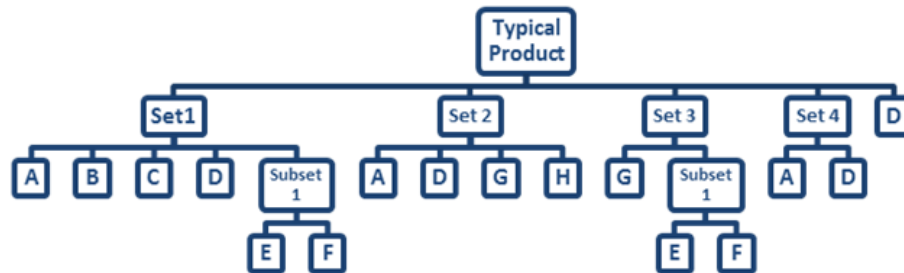 Typical
Product
Set1
Set 2
Set 3
Set 4
D
A
B
C
D
Subset
1
A
D
G
H
G
Subset
1
A
D
E
F
E
F